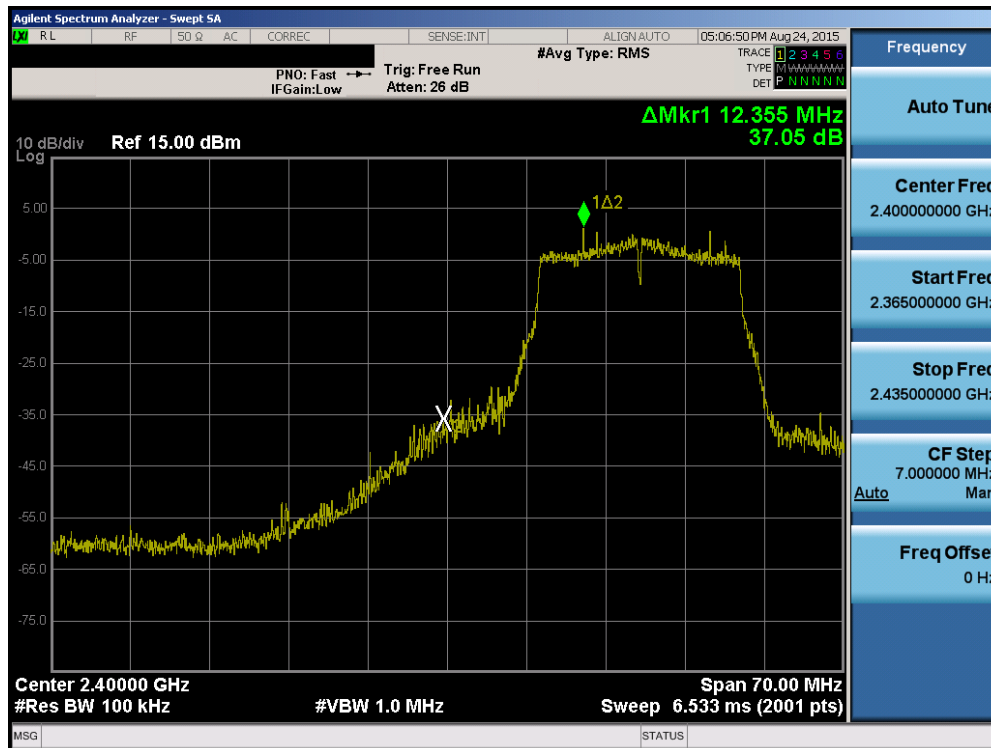 Agilent Spectrum Analyzer - Swept SA
LXI RL RF 50 Ω AC CORREC SENSE:INT ALIGN AUTO 05:06:50 PM Aug 24, 2015
#Avg Type: RMS
TRACE 1 2 3 4 5 6
PNO: Fast Trig: Free Run
TYPE M
IFGain:Low Atten: 26 dB
DET P N N N N N
ΔMkr1 12.355 MHz
37.05 dB
10 dB/div Ref 15.00 dBm
Log
1Δ2
5.00
-5.00
-15.0
-25.0
-35.0
-45.0
-55.0
-65.0
-75.0
Center 2.40000 GHz Span 70.00 MHz
#Res BW 100 kHz #VBW 1.0 MHz Sweep 6.533 ms (2001 pts)
MSG STATUS
Frequency
Auto Tune
Center Freq
2.400000000 GHz
Start Freq
2.365000000 GHz
Stop Freq
2.435000000 GHz
CF Step
7.000000 MHz
Auto Man
Freq Offset
0 Hz